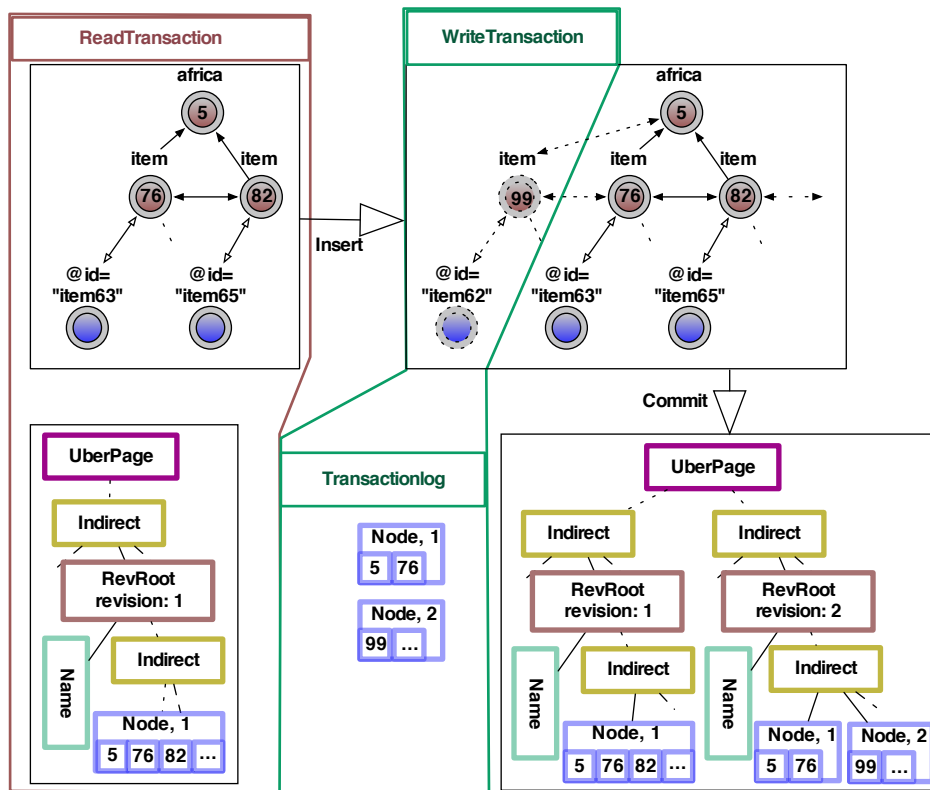 ReadTransaction
WriteTransaction
africa
5
item
item
76
82
@id=
"item63"
@id=
"item65"
Insert
africa
5
item
item
item
99
76
82
@id=
"item62"
@id=
"item63"
@id=
"item65"
Commit
UberPage
Indirect
RevRoot
revision: 1
Indirect
Name
Node, 1
5 76 82 ...
Transactionlog
Node, 1
5 76
Node, 2
99 ...
UberPage
Indirect
Indirect
RevRoot
revision: 1
RevRoot
revision: 2
Name
Indirect
Name
Indirect
Node, 1
5 76 82 ...
Node, 1
5 76
Node, 2
99 ...